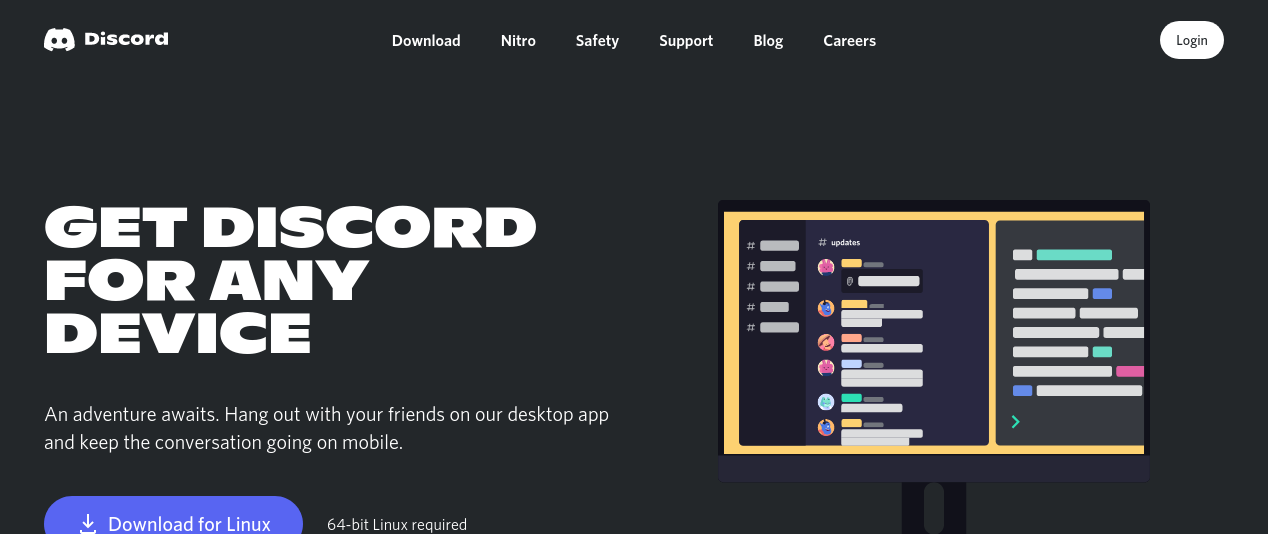 Discord
Download Nitro Safety Support Blog Careers
Login
GET DISCORD
FOR ANY
DEVICE
An adventure awaits. Hang out with your friends on our desktop app
and keep the conversation going on mobile.
Download for Linux
64-bit Linux required
# updates
#
#
#
#
#